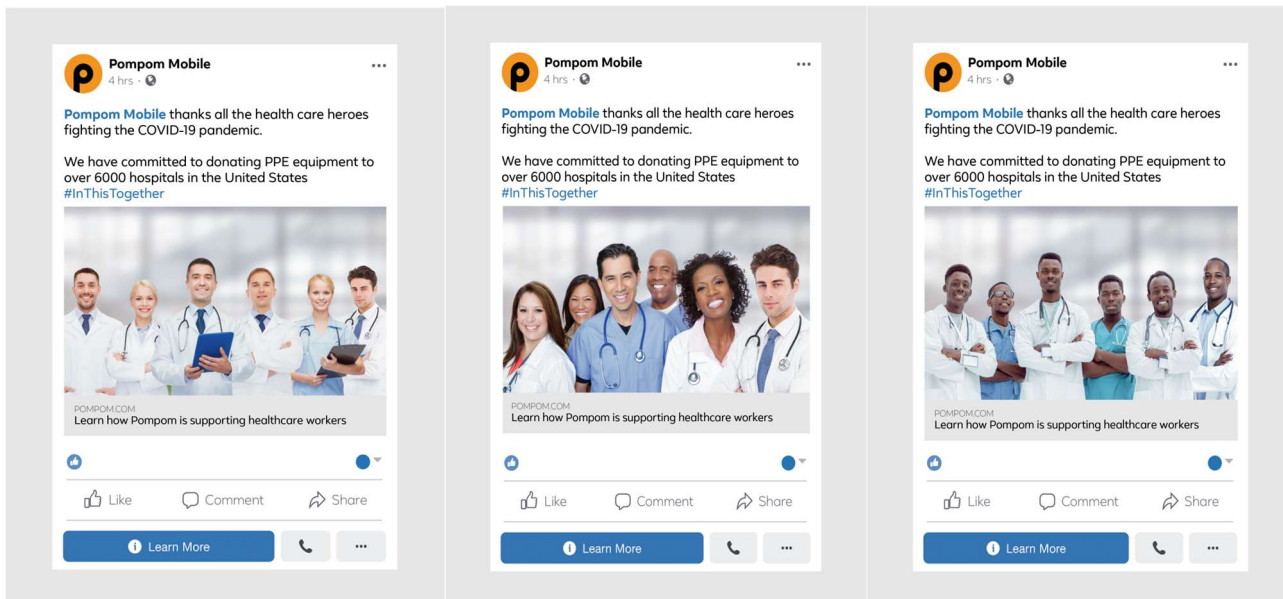 Pompom Mobile
4 hrs ·
Pompom Mobile thanks all the health care heroes
fighting the COVID-19 pandemic.
We have committed to donating PPE equipment to
over 6000 hospitals in the United States
#InThisTogether
POMPOM.COM
Learn how Pompom is supporting healthcare workers
Like Comment Share
Learn More
Pompom Mobile
4 hrs ·
Pompom Mobile thanks all the health care heroes
fighting the COVID-19 pandemic.
We have committed to donating PPE equipment to
over 6000 hospitals in the United States
#InThisTogether
POMPOM.COM
Learn how Pompom is supporting healthcare workers
Like Comment Share
Learn More
Pompom Mobile
4 hrs ·
Pompom Mobile thanks all the health care heroes
fighting the COVID-19 pandemic.
We have committed to donating PPE equipment to
over 6000 hospitals in the United States
#InThisTogether
POMPOM.COM
Learn how Pompom is supporting healthcare workers
Like Comment Share
Learn More